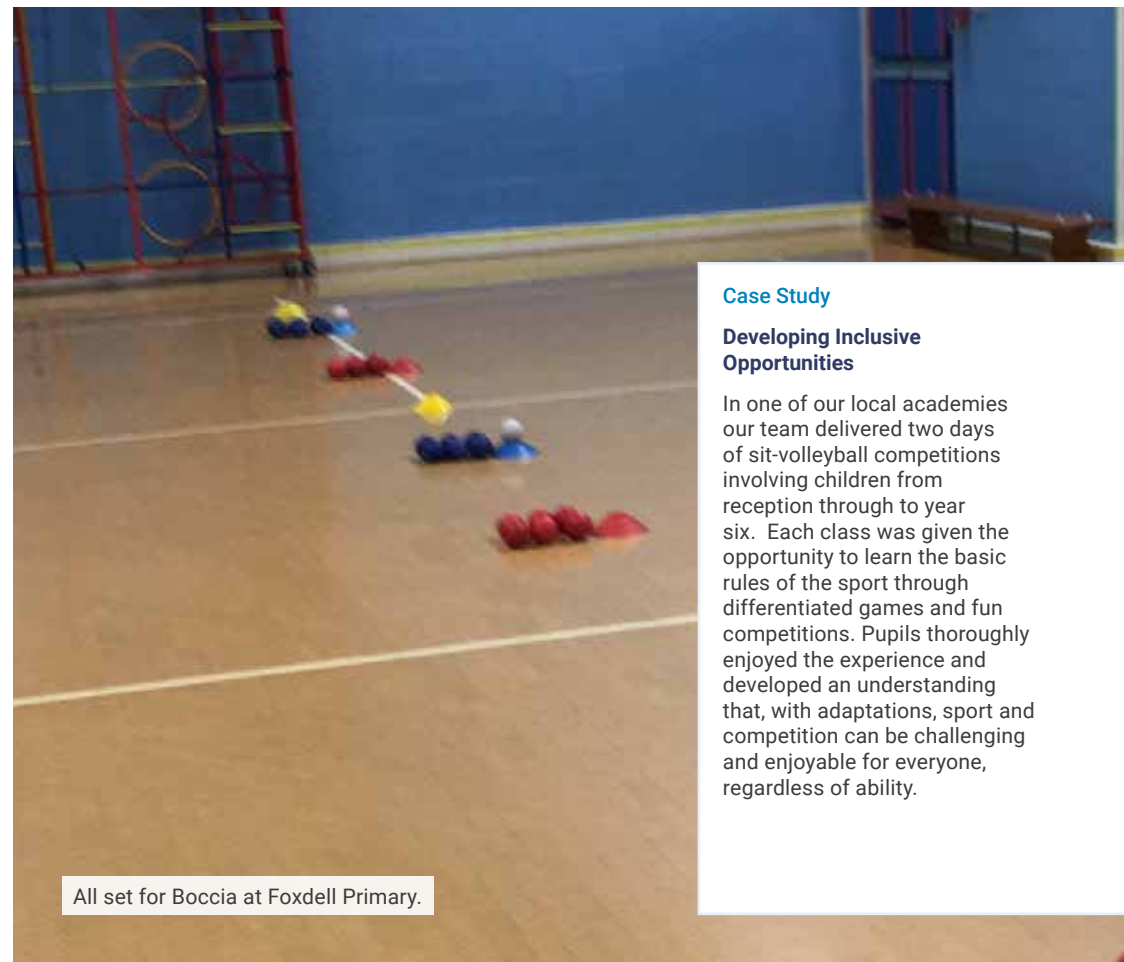 Case Study
Developing Inclusive
Opportunities
In one of our local academies
our team delivered two days
of sit-volleyball competitions
involving children from
reception through to year
six.  Each class was given the
opportunity to learn the basic
rules of the sport through
differentiated games and fun
competitions. Pupils thoroughly
enjoyed the experience and
developed an understanding
that, with adaptations, sport and
competition can be challenging
and enjoyable for everyone,
regardless of ability.
All set for Boccia at Foxdell Primary.